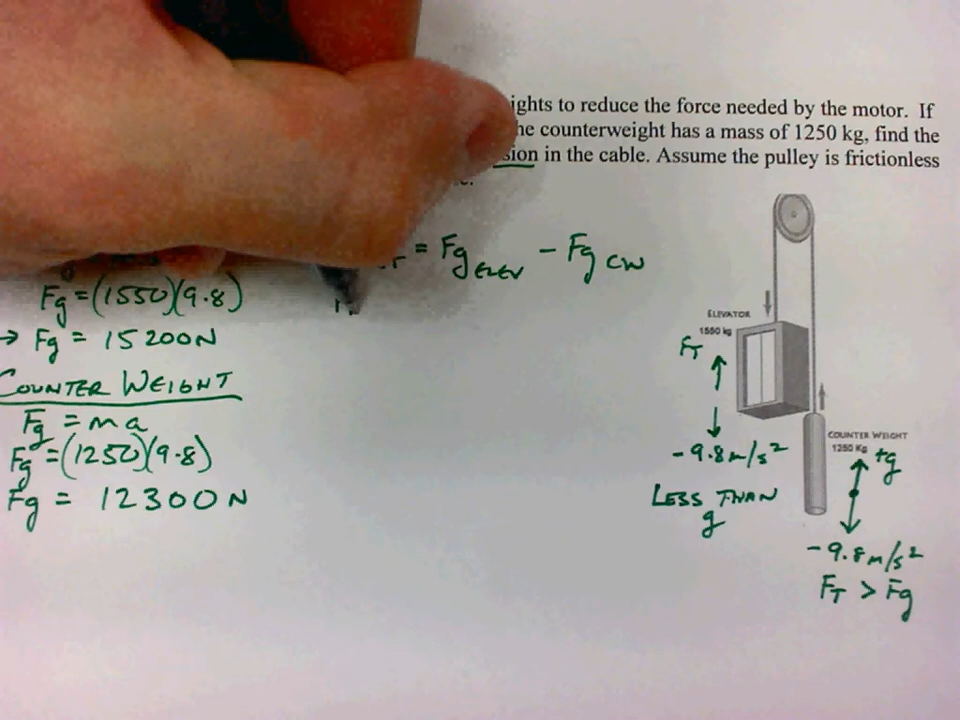 ights to reduce the force needed by the motor. If
he counterweight has a mass of 1250 kg, find the
sion in the cable. Assume the pulley is frictionless
= Fg ELEV - Fg CW
Fg = (1550)(9.8)
→ Fg = 15200N
COUNTER WEIGHT
Fg = ma
Fg = (1250)(9.8)
Fg = 12300N
ELEVATOR
1550 kg
FT
-9.8m/s²
LESS THAN
g
COUNTER WEIGHT
1250 Kg
+g
-9.8m/s²
FT > Fg